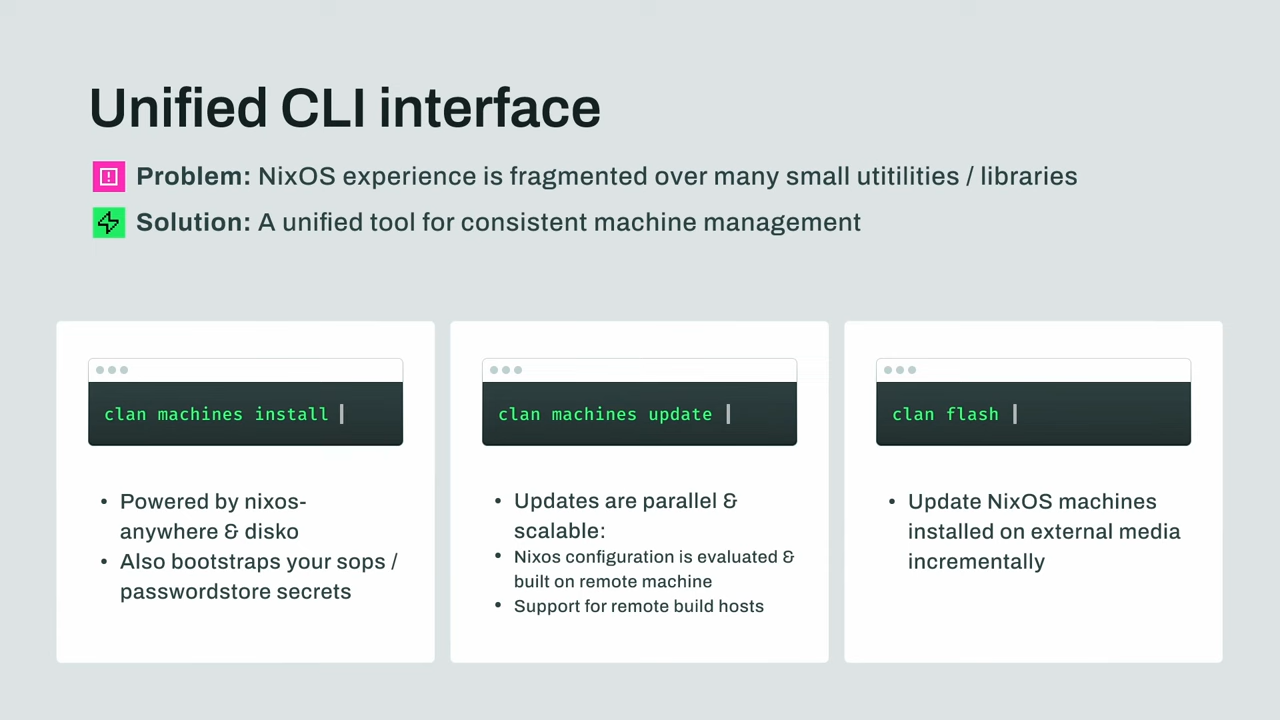 Unified CLI interface
Problem: NixOS experience is fragmented over many small utitilities / libraries
Solution: A unified tool for consistent machine management
clan machines install
• Powered by nixos-
anywhere & disko
• Also bootstraps your sops /
passwordstore secrets
clan machines update
• Updates are parallel &
scalable:
• Nixos configuration is evaluated &
built on remote machine
• Support for remote build hosts
clan flash
• Update NixOS machines
installed on external media
incrementally